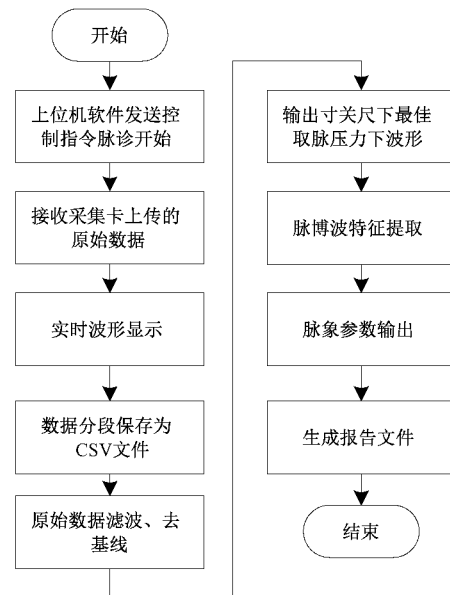 开始
上位机软件发送控
制指令脉诊开始
接收采集卡上传的
原始数据
实时波形显示
数据分段保存为
CSV文件
原始数据滤波、去
基线
输出寸关尺下最佳
取脉压力下波形
脉博波特征提取
脉象参数输出
生成报告文件
结束